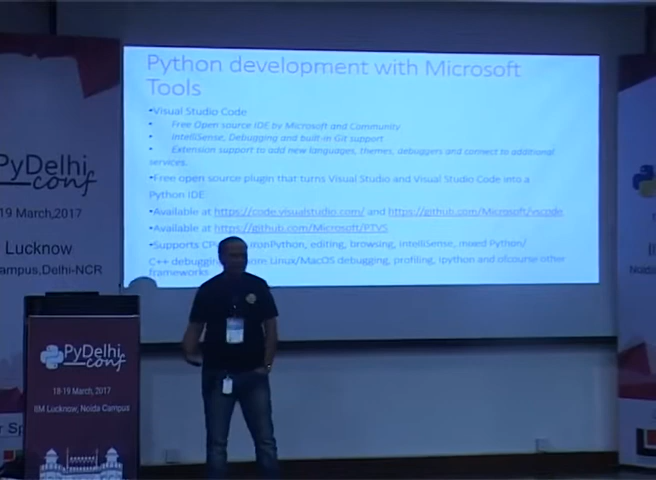 Python development with Microsoft
Tools
•Visual Studio Code
• Free Open source IDE by Microsoft and Community
• IntelliSense, Debugging and built-in Git support
• Extension support to add new languages, themes, debuggers and connect to additional
services.
•Free open source plugin that turns Visual Studio and Visual Studio Code into a
Python IDE
•Available at https://code.visualstudio.com/ and https://github.com/Microsoft/vscode
•Available at https://github.com/Microsoft/PTVS
•Supports IronPython, editing, browsing, intelliSense, mixed Python/
C++ debugging Linux/MacOS debugging, profiling, ipython and ofcourse other
frameworks
PyDelhi
conf
19 March,2017
Lucknow
Campus,Delhi-NCR
PyDelhi
conf
18-19 March, 2017
IIM Lucknow, Noida Campus
Noida